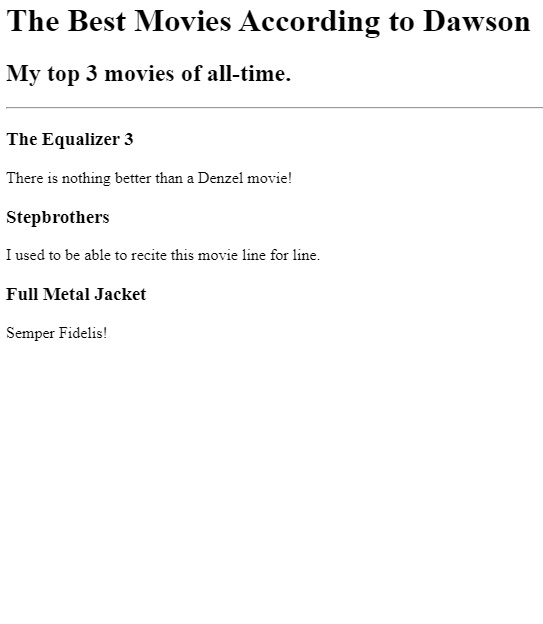 The Best Movies According to Dawson
My top 3 movies of all-time.
The Equalizer 3
There is nothing better than a Denzel movie!
Stepbrothers
I used to be able to recite this movie line for line.
Full Metal Jacket
Semper Fidelis!